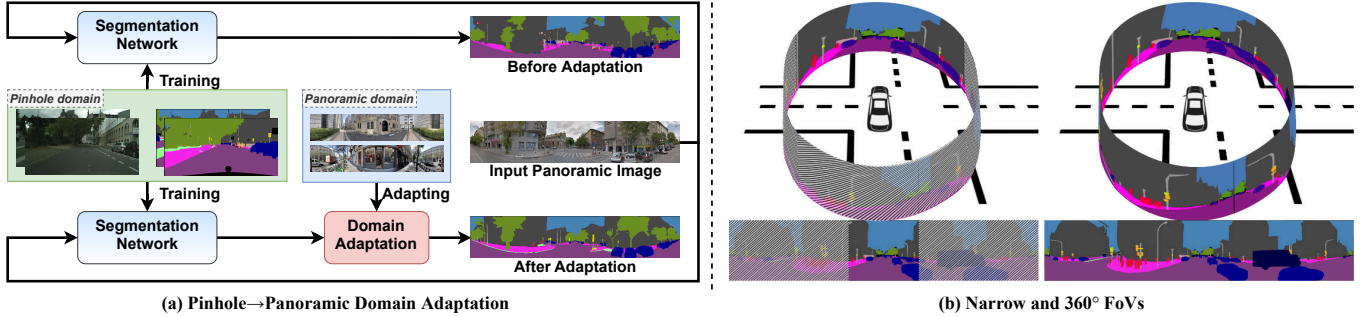 Segmentation
Network
Before Adaptation
Training
Pinhole domain
Panoramic domain
Input Panoramic Image
Training
Adapting
Segmentation
Network
Domain
Adaptation
After Adaptation
(a) Pinhole→Panoramic Domain Adaptation
(b) Narrow and 360° FoVs